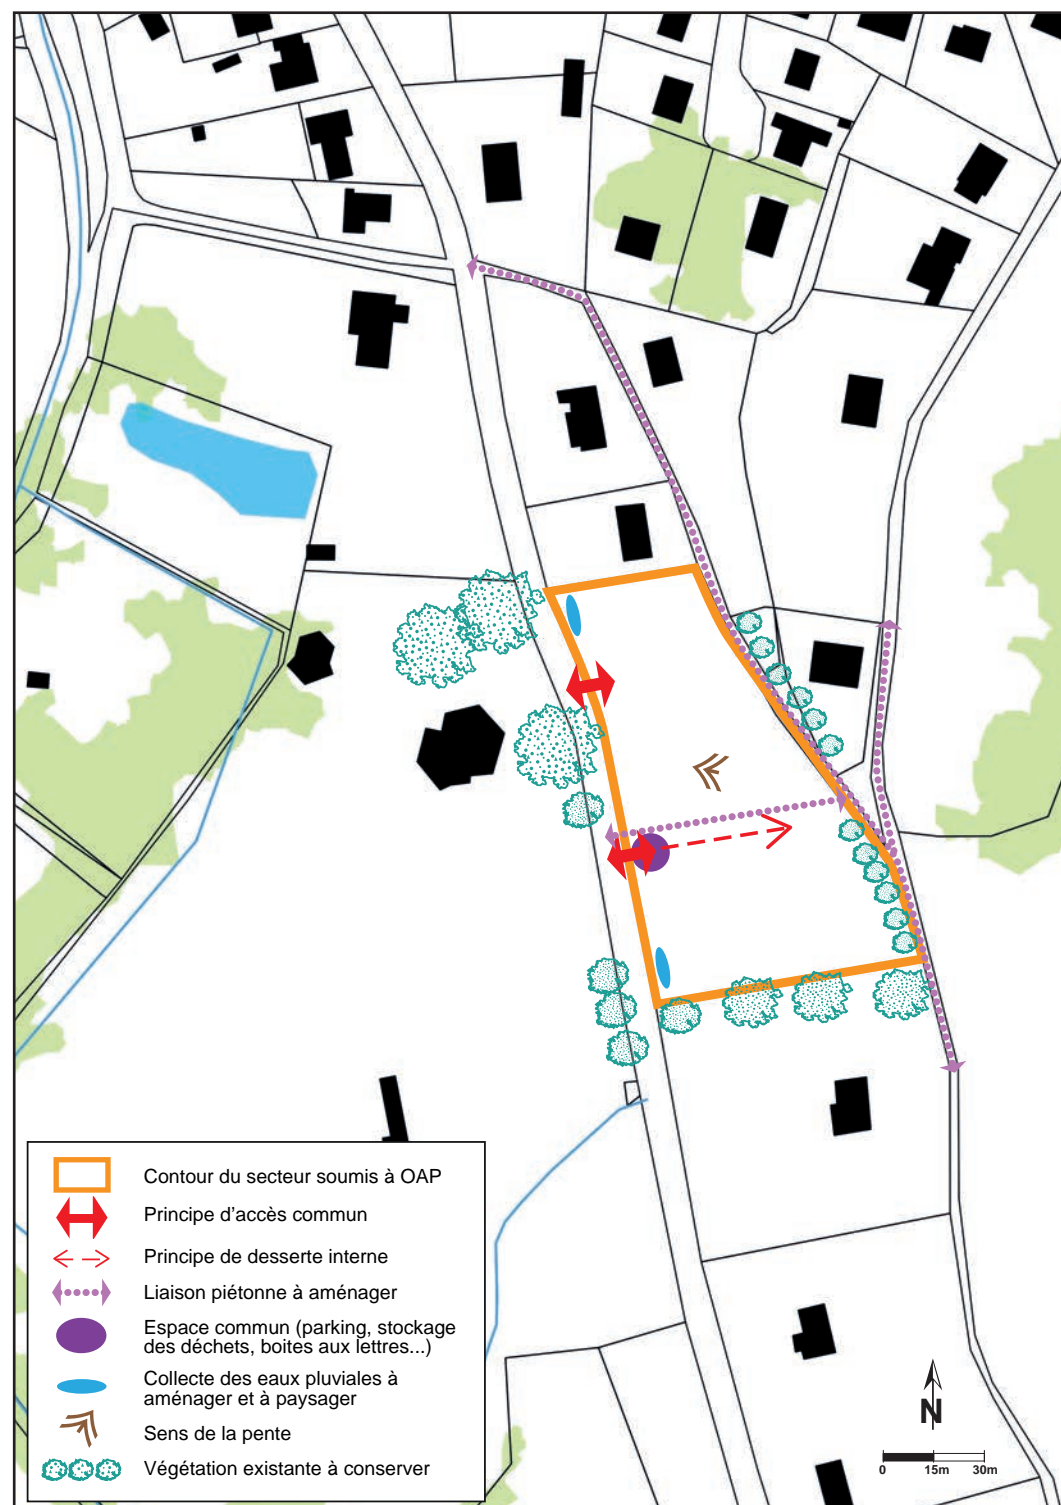 Contour du secteur soumis à OAP
Principe d'accès commun
Principe de desserte interne
Liaison piétonne à aménager
Espace commun (parking, stockage
des déchets, boites aux lettres...)
Collecte des eaux pluviales à
aménager et à paysager
Sens de la pente
Végétation existante à conserver
N
0 15m 30m